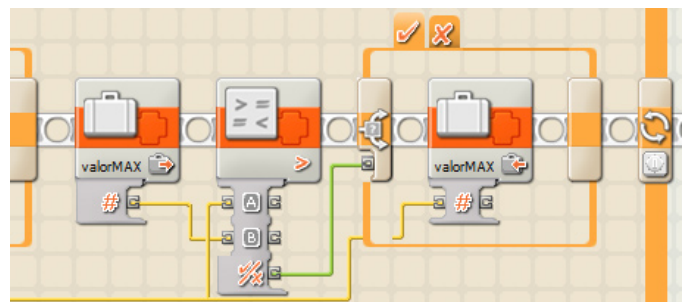 > =
= <
valorMAX
>
valorMAX
#
A
#
B
?